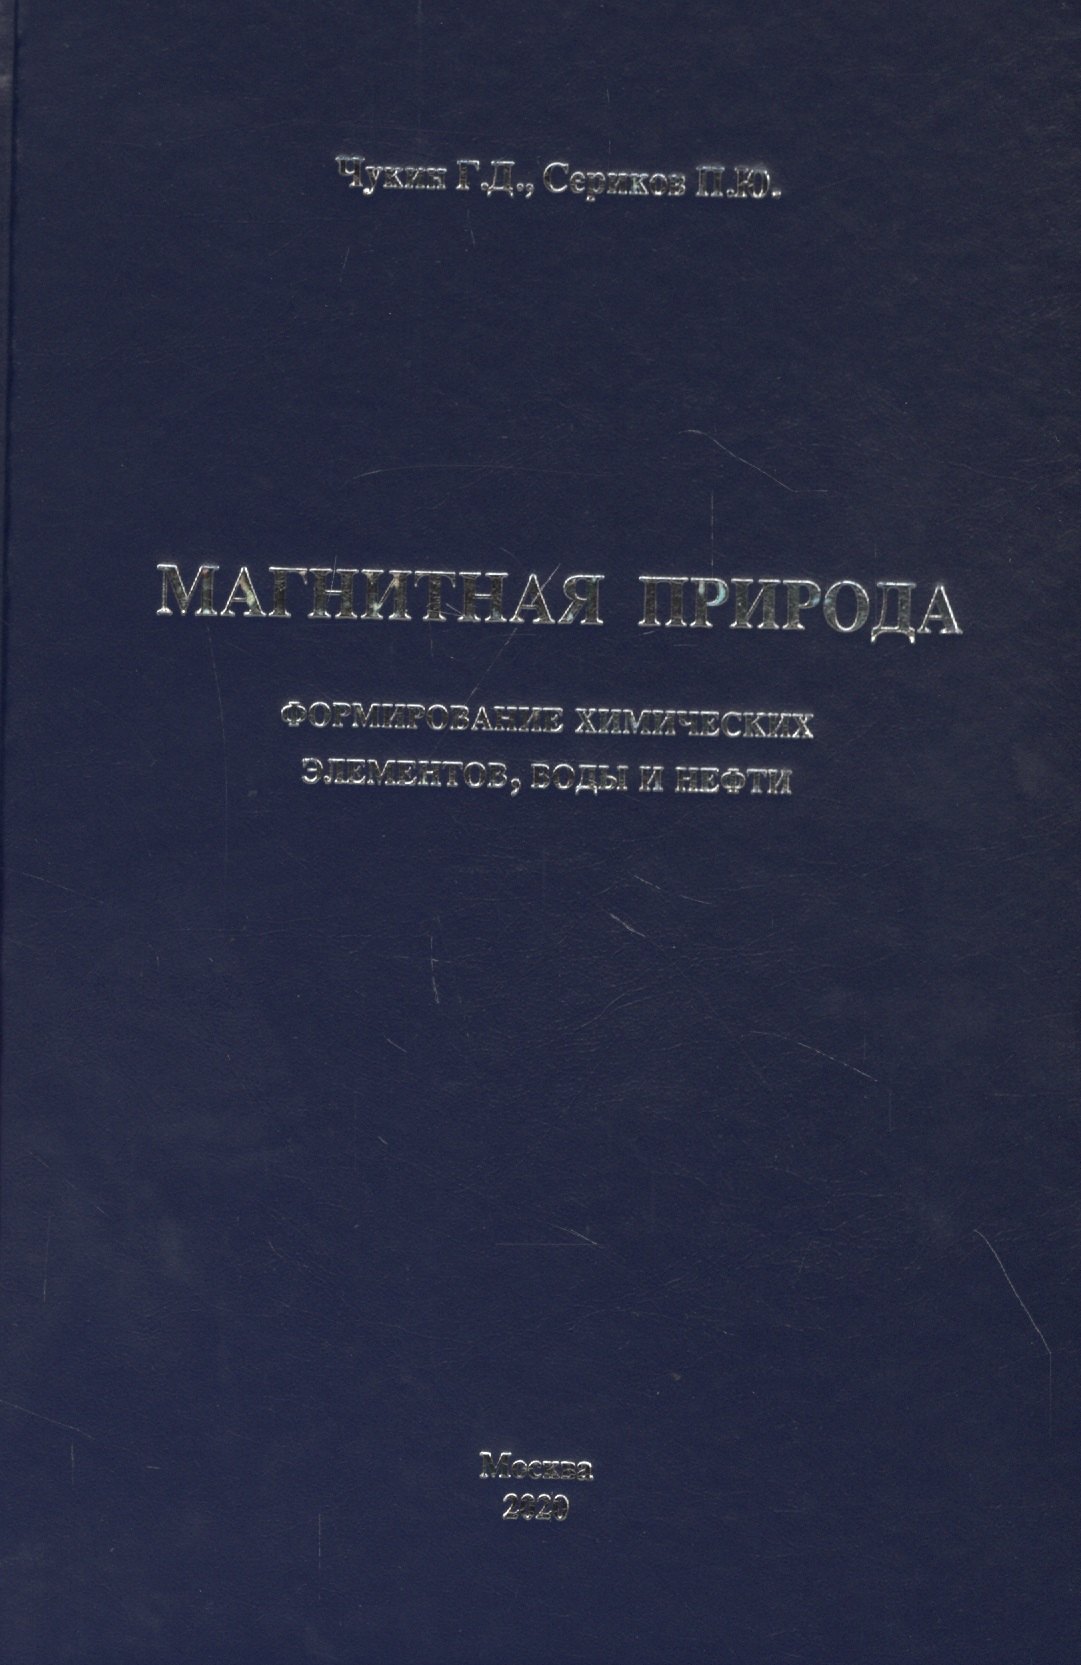 Чукин Г.Д., Сериков П.Ю.
МАГНИТНАЯ ПРИРОДА
ФОРМИРОВАНИЕ ХИМИЧЕСКИХ
ЭЛЕМЕНТОВ, ВОДЫ И НЕФТИ
Москва
2020